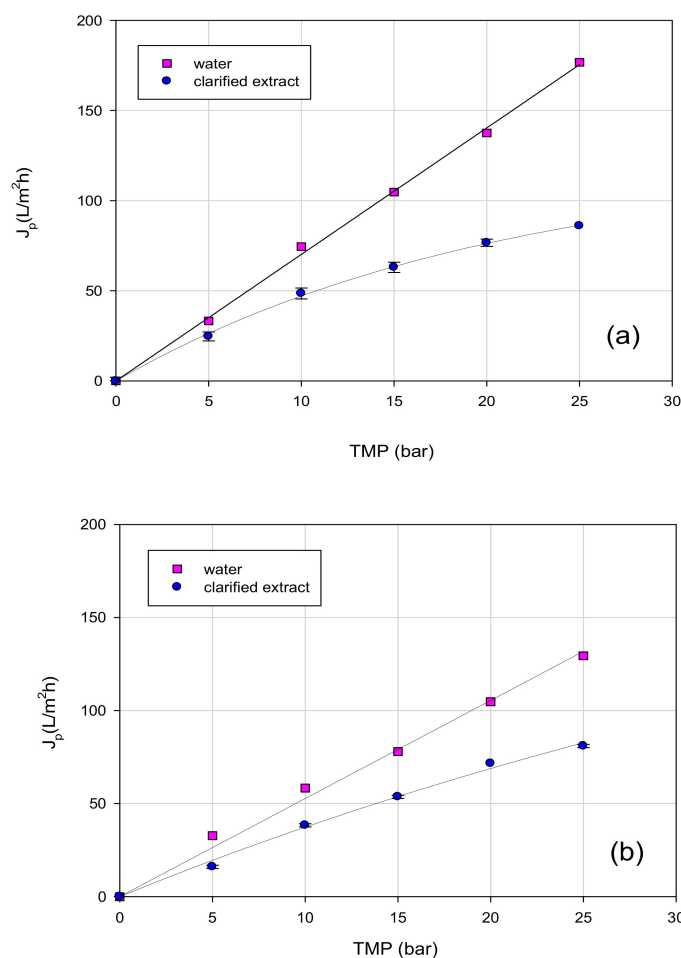 200
water
clarified extract
150
Jp(L/m²h)
100
50
(a)
0
0 5 10 15 20 25 30
TMP (bar)
200
water
clarified extract
150
Jp(L/m²h)
100
50
(b)
0
0 5 10 15 20 25 30
TMP (bar)